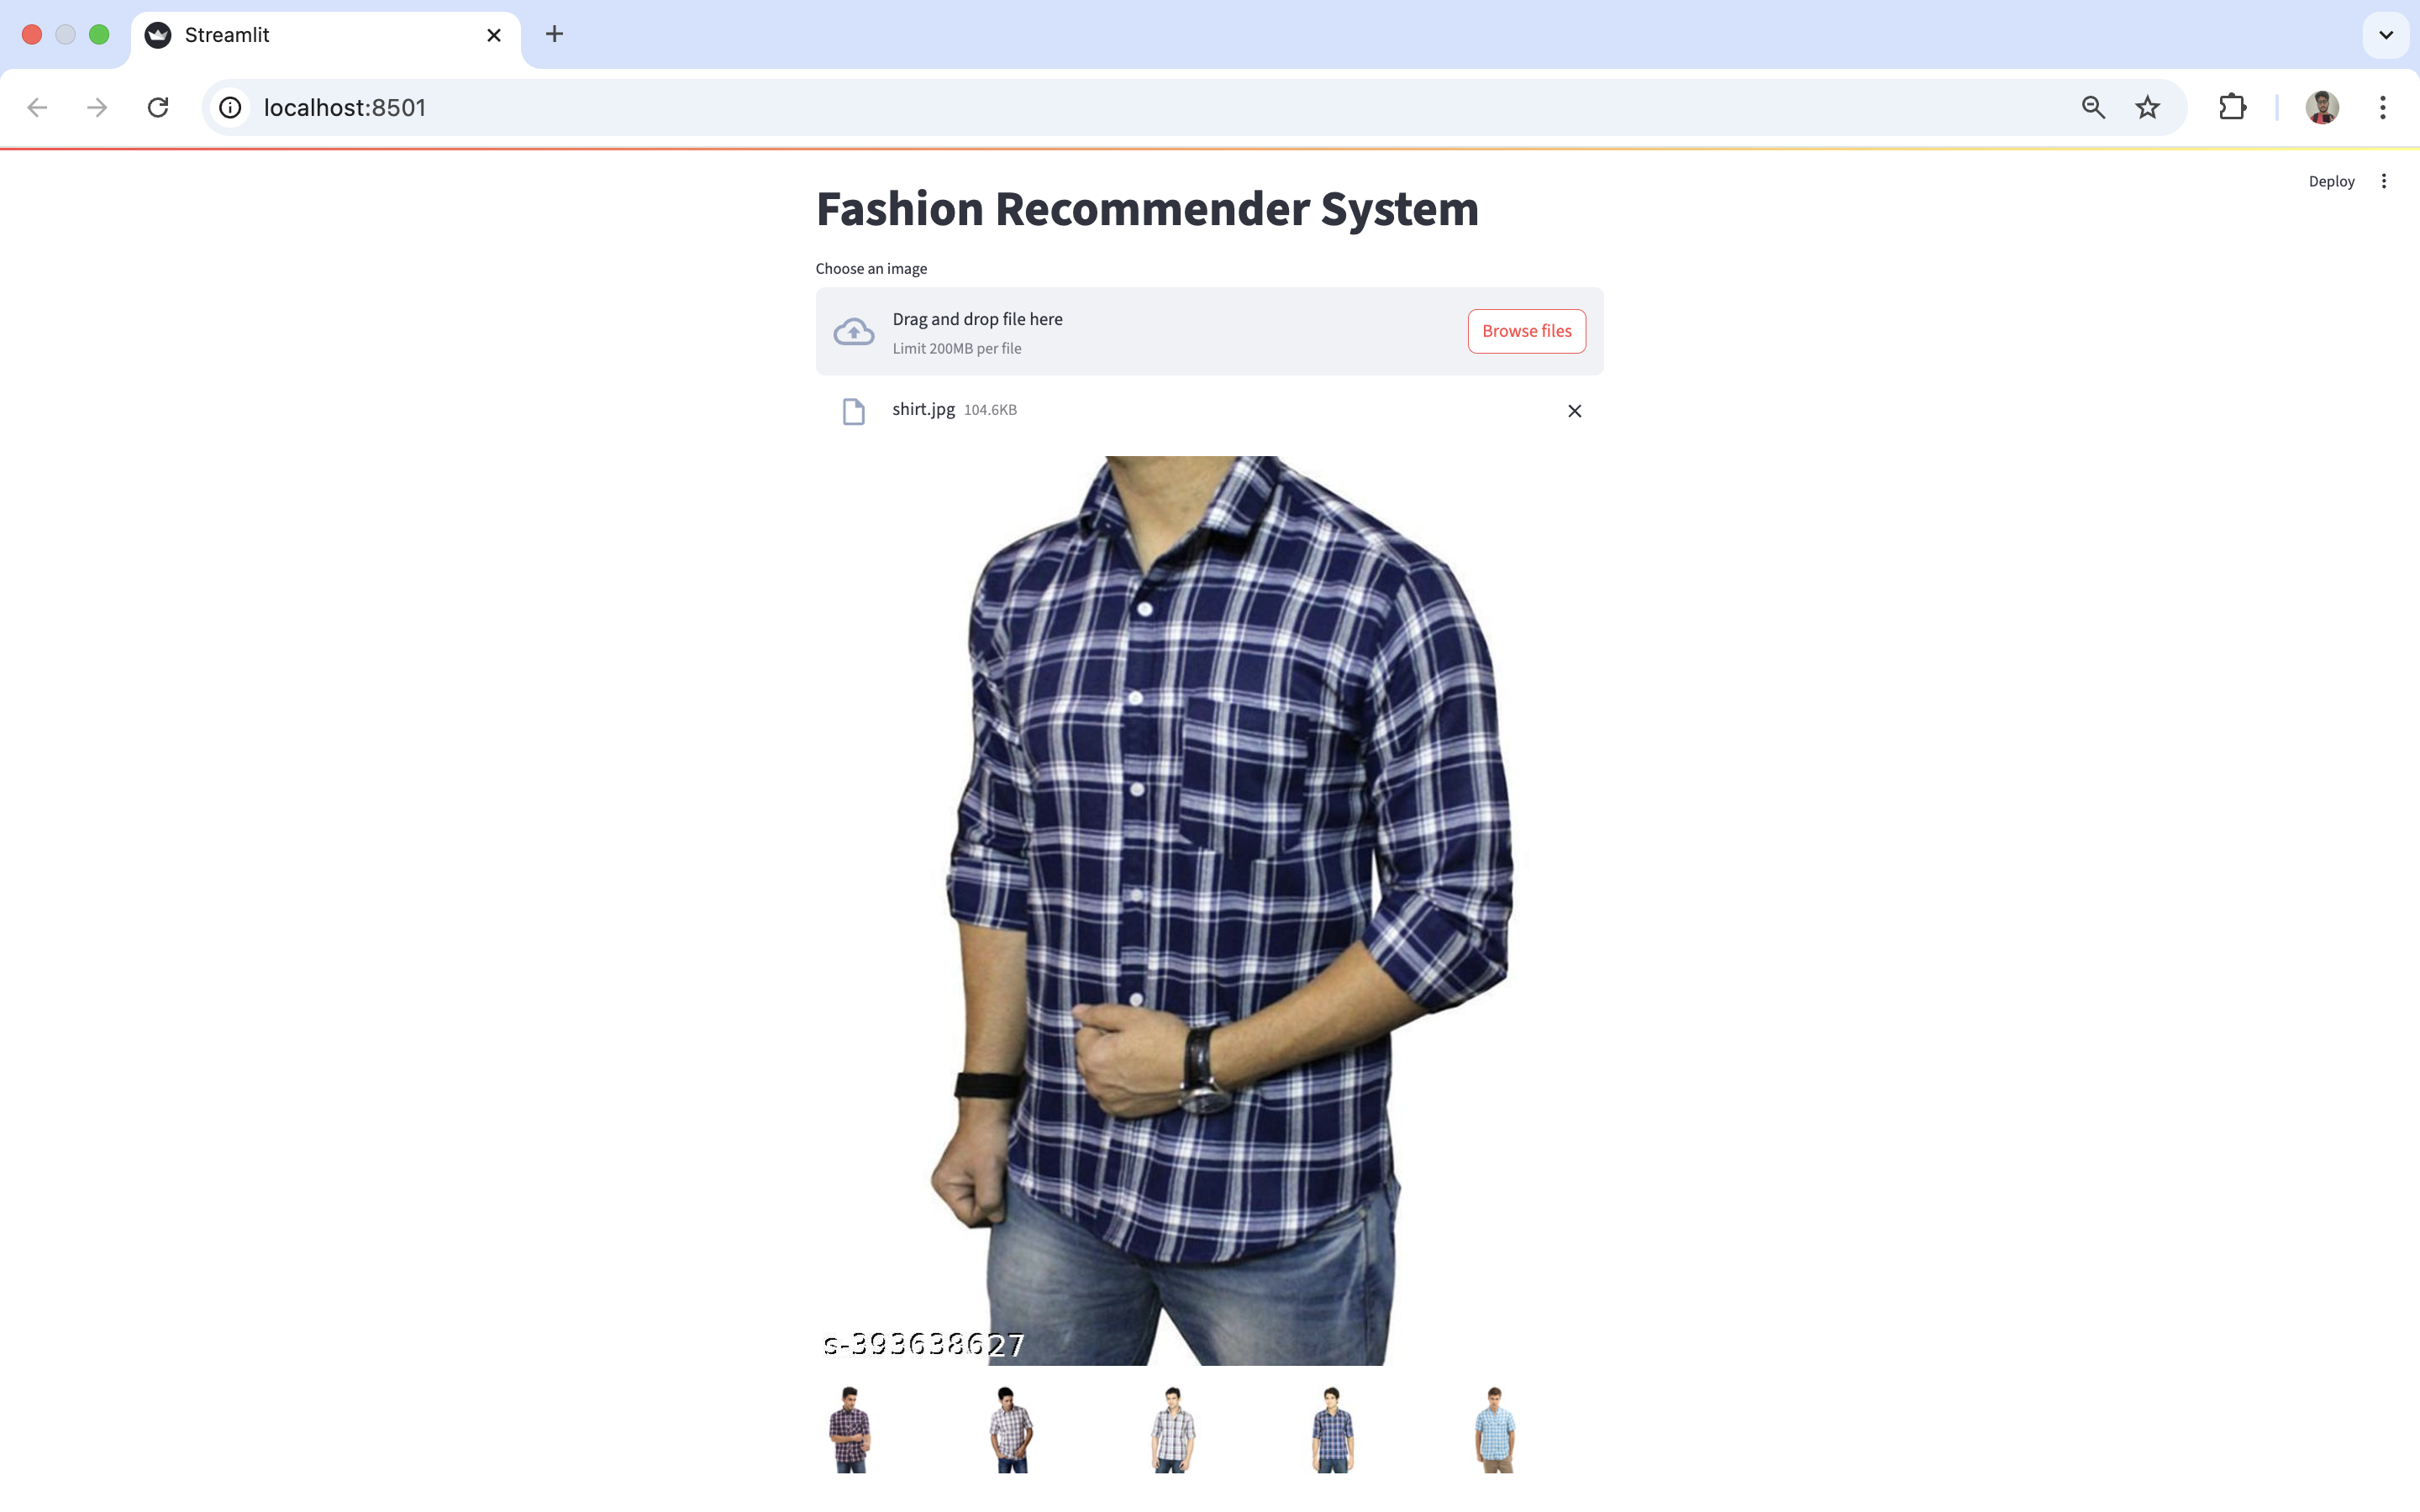 Streamlit
localhost:8501
Deploy
Fashion Recommender System
Choose an image
Drag and drop file here
Limit 200MB per file
Browse files
shirt.jpg 104.6KB
s-393638627